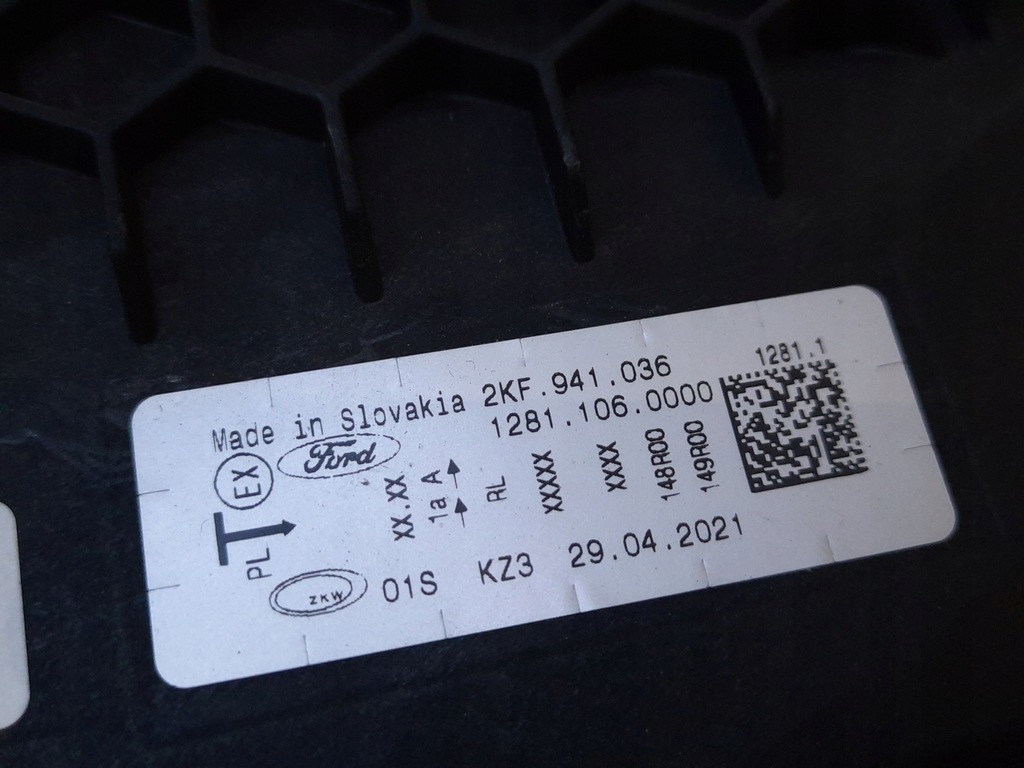 Made in Slovakia 2KF.941.036
1281.106.0000
1281.1
EX
Ford
XX.XX
1a A
RL
XXXXX
XXXX
148R00
149R00
PL
ZKW
01S KZ3 29.04.2021